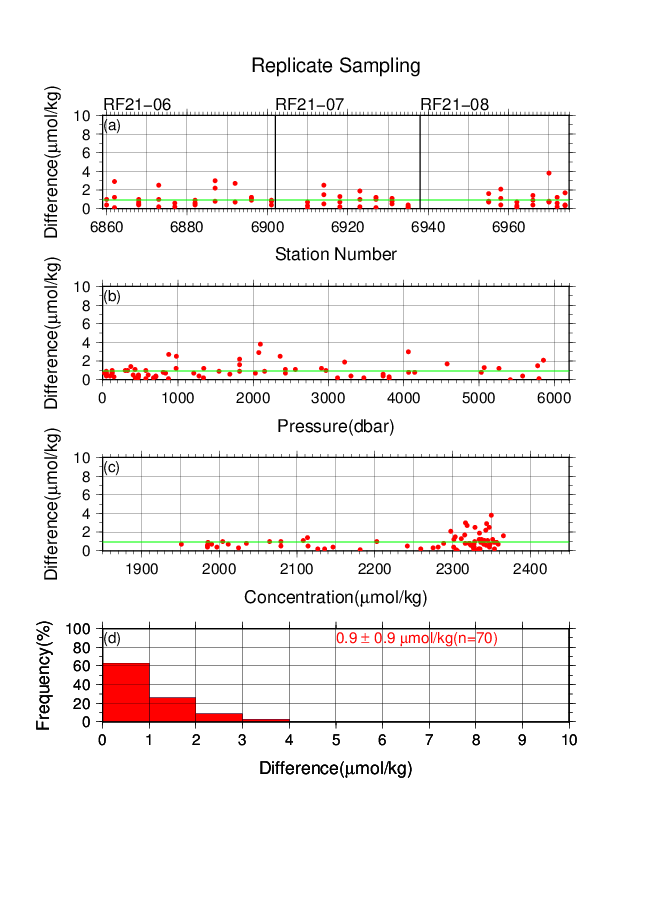 Replicate Sampling
RF21−06 RF21−07 RF21−08
(a)
Difference(μmol/kg)
10
8
6
4
2
0
6860 6880 6900 6920 6940 6960
Station Number
(b)
Difference(μmol/kg)
10
8
6
4
2
0
0 1000 2000 3000 4000 5000 6000
Pressure(dbar)
(c)
Difference(μmol/kg)
10
8
6
4
2
0
1900 2000 2100 2200 2300 2400
Concentration(μmol/kg)
(d)
0.9 ± 0.9 μmol/kg(n=70)
Frequency(%)
100
80
60
40
20
0
0 1 2 3 4 5 6 7 8 9 10
Difference(μmol/kg)